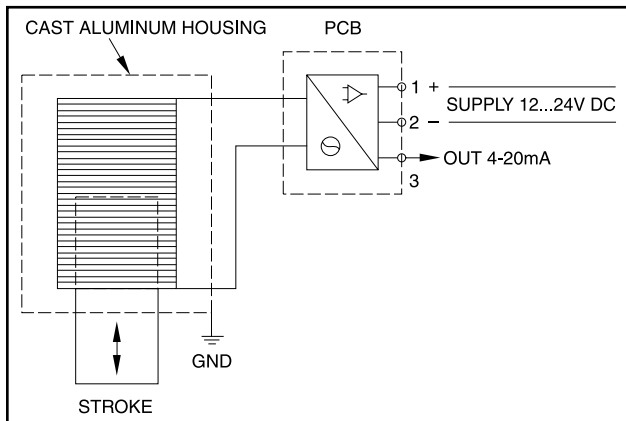 CAST ALUMINUM HOUSING
PCB
1 +
SUPPLY 12...24V DC
2 −
OUT 4-20mA
3
GND
STROKE